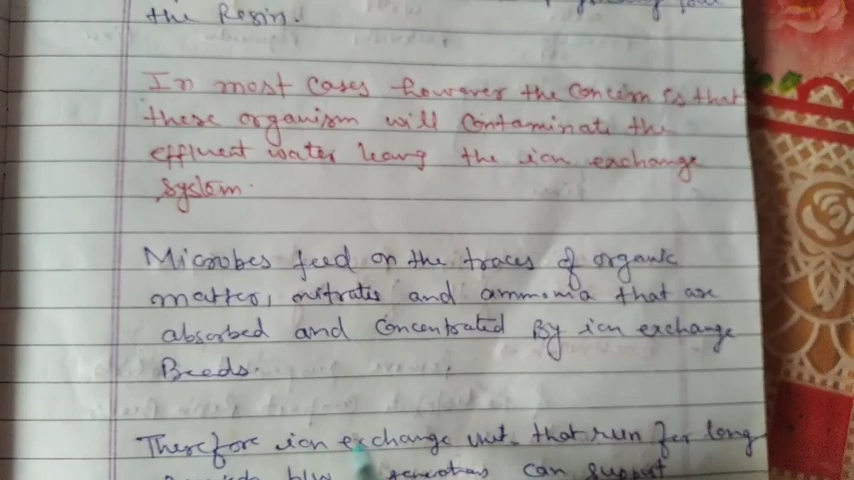 the Resin.
In most cases however the concern is that
these organism will contaminate the
effluent water leavg the ion exchange
system.
Microbes feed on the traces of organic
matter, nitrates and ammonia that are
absorbed and concentrated By ion exchange
Beeds.
Therefore ion exchange unit that run for long
can support